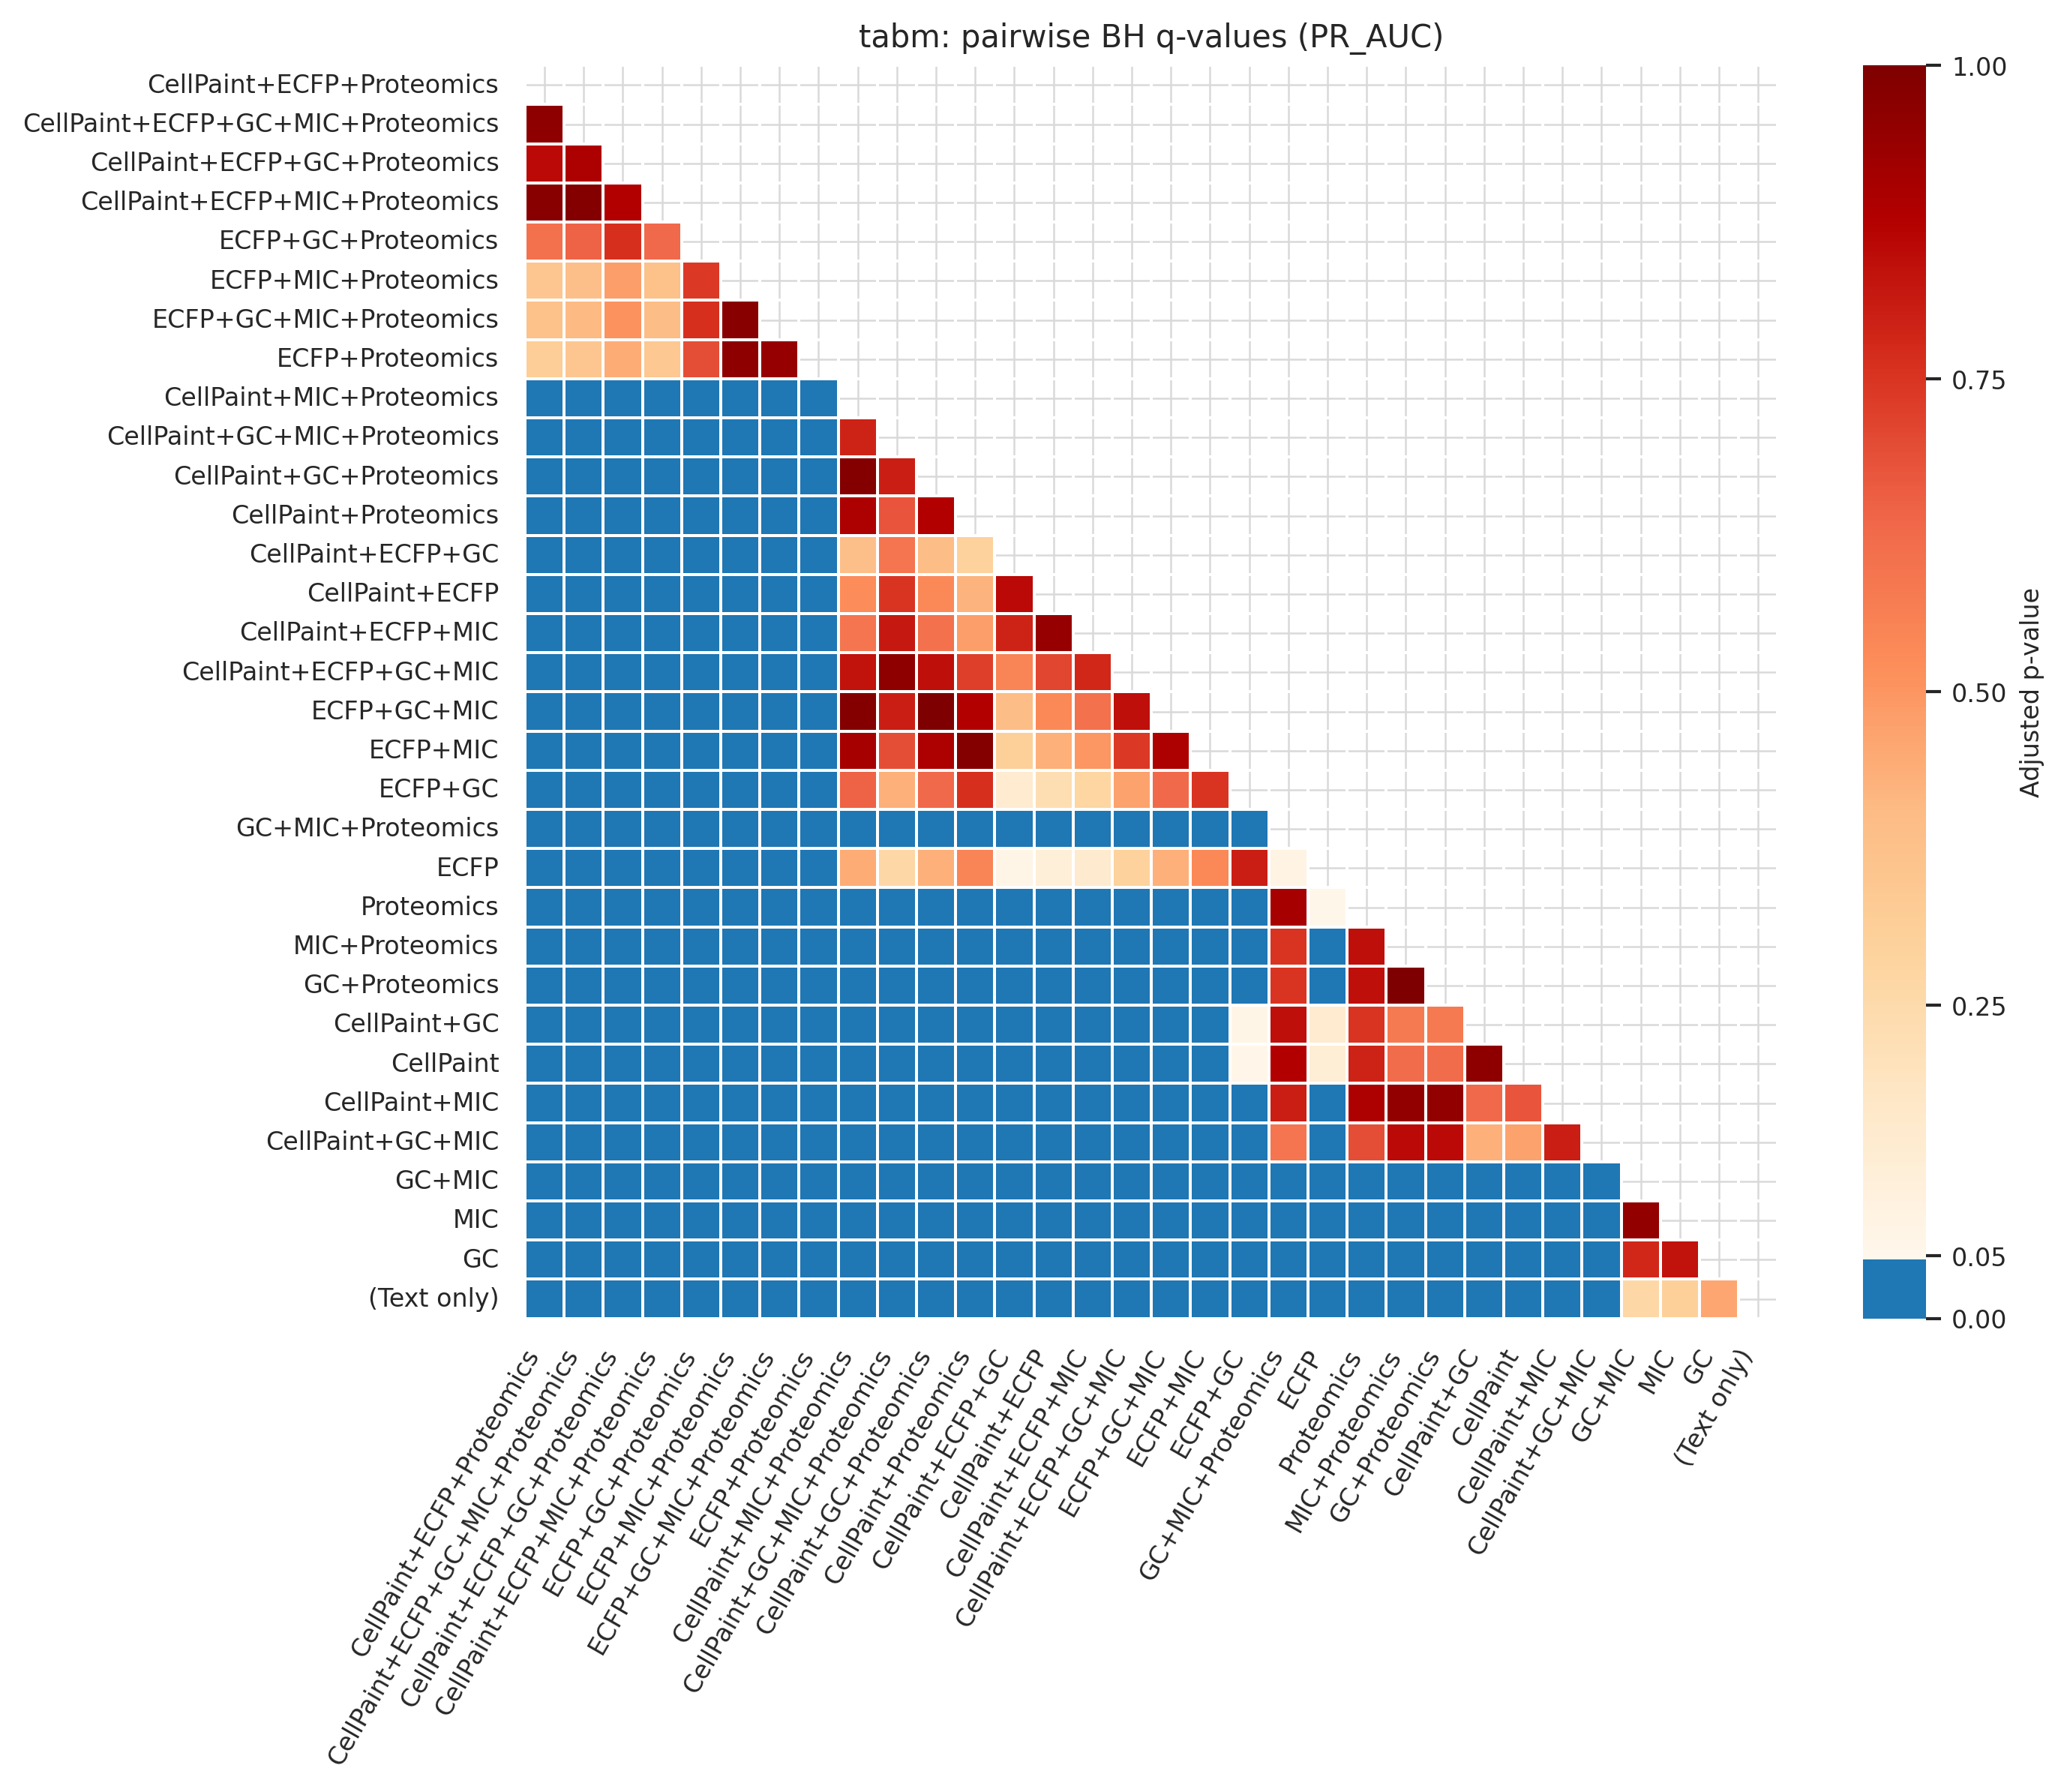 tabm: pairwise BH q-values (PR_AUC)
CellPaint+ECFP+Proteomics
CellPaint+ECFP+GC+MIC+Proteomics
CellPaint+ECFP+GC+Proteomics
CellPaint+ECFP+MIC+Proteomics
ECFP+GC+Proteomics
ECFP+MIC+Proteomics
ECFP+GC+MIC+Proteomics
ECFP+Proteomics
CellPaint+MIC+Proteomics
CellPaint+GC+MIC+Proteomics
CellPaint+GC+Proteomics
CellPaint+Proteomics
CellPaint+ECFP+GC
CellPaint+ECFP
CellPaint+ECFP+MIC
CellPaint+ECFP+GC+MIC
ECFP+GC+MIC
ECFP+MIC
ECFP+GC
GC+MIC+Proteomics
ECFP
Proteomics
MIC+Proteomics
GC+Proteomics
CellPaint+GC
CellPaint
CellPaint+MIC
CellPaint+GC+MIC
GC+MIC
MIC
GC
(Text only)
CellPaint+ECFP+Proteomics
CellPaint+ECFP+GC+MIC+Proteomics
CellPaint+ECFP+GC+Proteomics
CellPaint+ECFP+MIC+Proteomics
ECFP+GC+Proteomics
ECFP+MIC+Proteomics
ECFP+GC+MIC+Proteomics
ECFP+Proteomics
CellPaint+MIC+Proteomics
CellPaint+GC+MIC+Proteomics
CellPaint+GC+Proteomics
CellPaint+Proteomics
CellPaint+ECFP+GC
CellPaint+ECFP
CellPaint+ECFP+MIC
CellPaint+ECFP+GC+MIC
ECFP+GC+MIC
ECFP+MIC
ECFP+GC
GC+MIC+Proteomics
ECFP
Proteomics
MIC+Proteomics
GC+Proteomics
CellPaint+GC
CellPaint
CellPaint+MIC
CellPaint+GC+MIC
GC+MIC
MIC
GC
(Text only)
1.00
0.75
0.50
0.25
0.05
0.00
Adjusted p-value